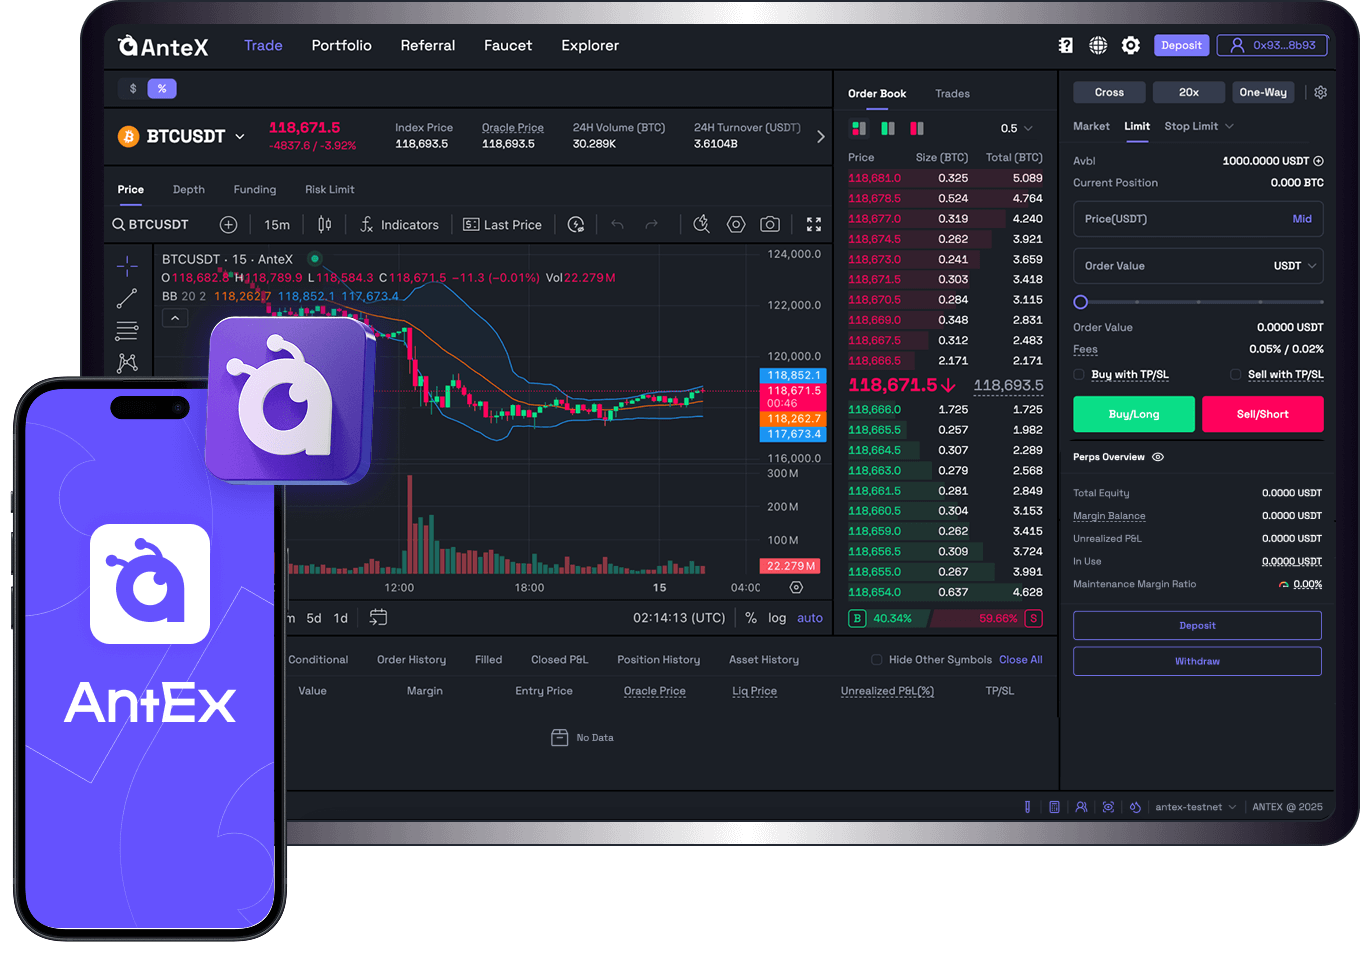 AnteX Trade Portfolio Referral Faucet Explorer Deposit 0x93...8b93
$ %
BTCUSDT 118,671.5 -4837.6 / -3.92%
Index Price 118,693.5
Oracle Price 118,693.5
24H Volume (BTC) 30.289K
24H Turnover (USDT) 3.6104B
Price Depth Funding Risk Limit
BTCUSDT 15m Indicators Last Price
BTCUSDT · 15 · AnteX
O118,682.8 H118,789.9 L118,584.3 C118,671.5 −11.3 (−0.01%) Vol22.279M
BB 20 2 118,262.7 118,852.1 117,673.4
124,000.0
122,000.0
120,000.0
118,852.1
118,671.5
00:46
118,262.7
117,673.4
116,000.0
300M
200M
100M
22.279M
12:00 18:00 15 04:00
m 5d 1d 02:14:13 (UTC) % log auto
Order Book Trades
0.5
Price Size (BTC) Total (BTC)
118,681.0 0.325 5.089
118,678.5 0.524 4.764
118,677.0 0.319 4.240
118,674.5 0.262 3.921
118,673.0 0.241 3.659
118,671.5 0.303 3.418
118,670.5 0.284 3.115
118,669.0 0.348 2.831
118,667.5 0.312 2.483
118,666.5 2.171 2.171
118,671.5 118,693.5
118,666.0 1.725 1.725
118,665.5 0.257 1.982
118,664.5 0.307 2.289
118,663.0 0.279 2.568
118,661.5 0.281 2.849
118,660.5 0.304 3.153
118,659.0 0.262 3.415
118,656.5 0.309 3.724
118,655.0 0.267 3.991
118,654.0 0.637 4.628
B 40.34% 59.66% S
Cross 20x One-Way
Market Limit Stop Limit
Avbl 1000.0000 USDT
Current Position 0.000 BTC
Price(USDT) Mid
Order Value USDT
Order Value 0.0000 USDT
Fees 0.05% / 0.02%
Buy with TP/SL Sell with TP/SL
Buy/Long Sell/Short
Perps Overview
Total Equity 0.0000 USDT
Margin Balance 0.0000 USDT
Unrealized P&L 0.0000 USDT
In Use 0.0000 USDT
Maintenance Margin Ratio 0.00%
Deposit
Withdraw
Conditional Order History Filled Closed P&L Position History Asset History Hide Other Symbols Close All
Value Margin Entry Price Oracle Price Liq Price Unrealized P&L(%) TP/SL
No Data
antex-testnet ANTEX @ 2025
AntEx